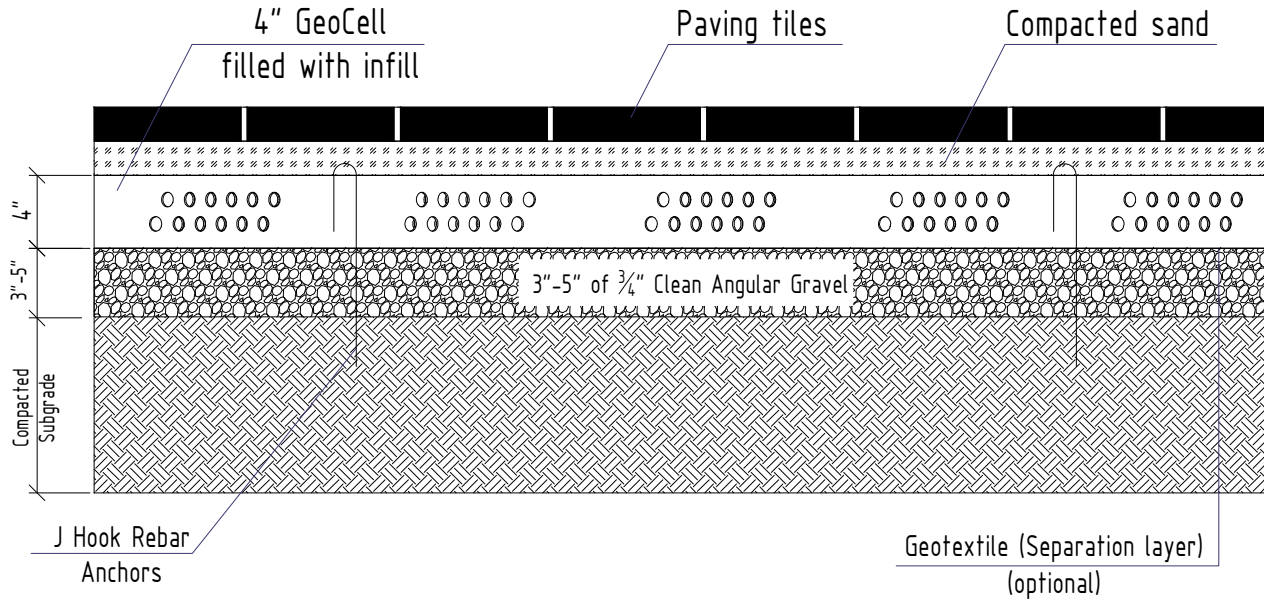 4" GeoCell
filled with infill
Paving tiles
Compacted sand
4"
3"-5"
3"-5" of ¾" Clean Angular Gravel
Compacted
Subgrade
J Hook Rebar
Anchors
Geotextile (Separation layer)
(optional)